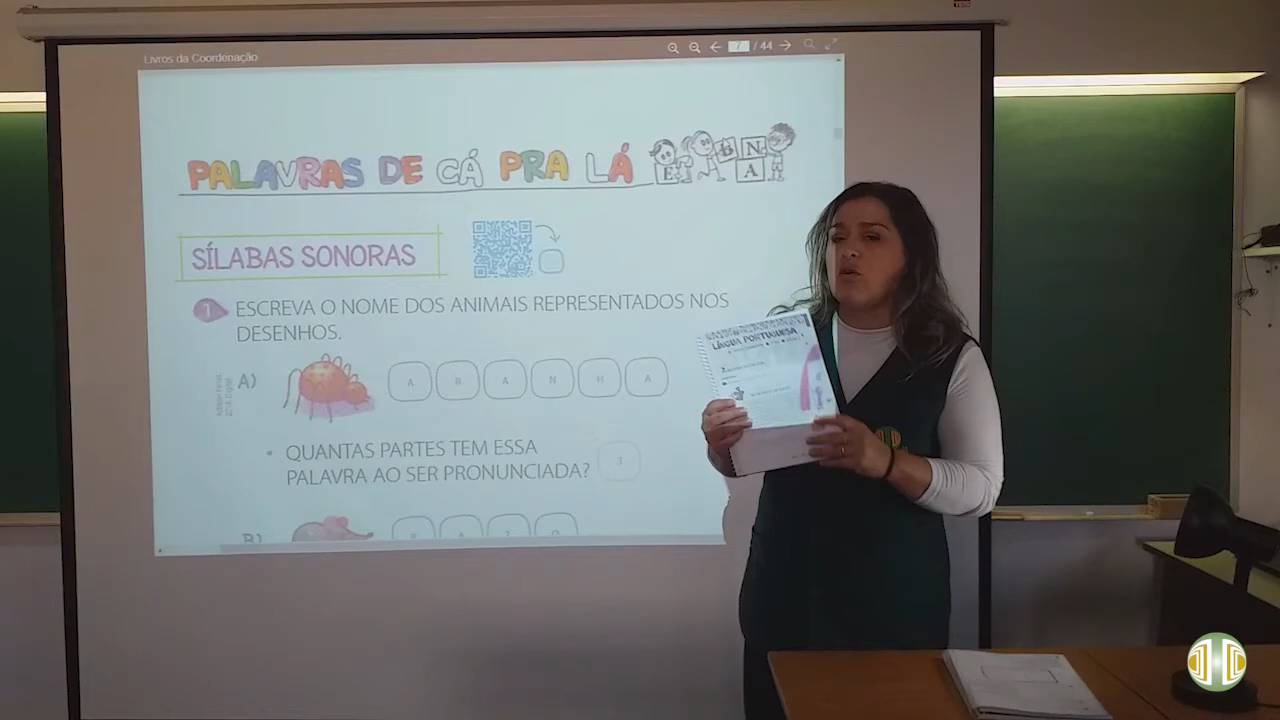 Livros da Coordenação
7 / 44
PALAVRAS DE CÁ PRA LÁ
E
N
A
SÍLABAS SONORAS
1 ESCREVA O NOME DOS ANIMAIS REPRESENTADOS NOS
DESENHOS.
A) A R A N H A
• QUANTAS PARTES TEM ESSA
PALAVRA AO SER PRONUNCIADA? 3
B)
LÍNGUA PORTUGUESA